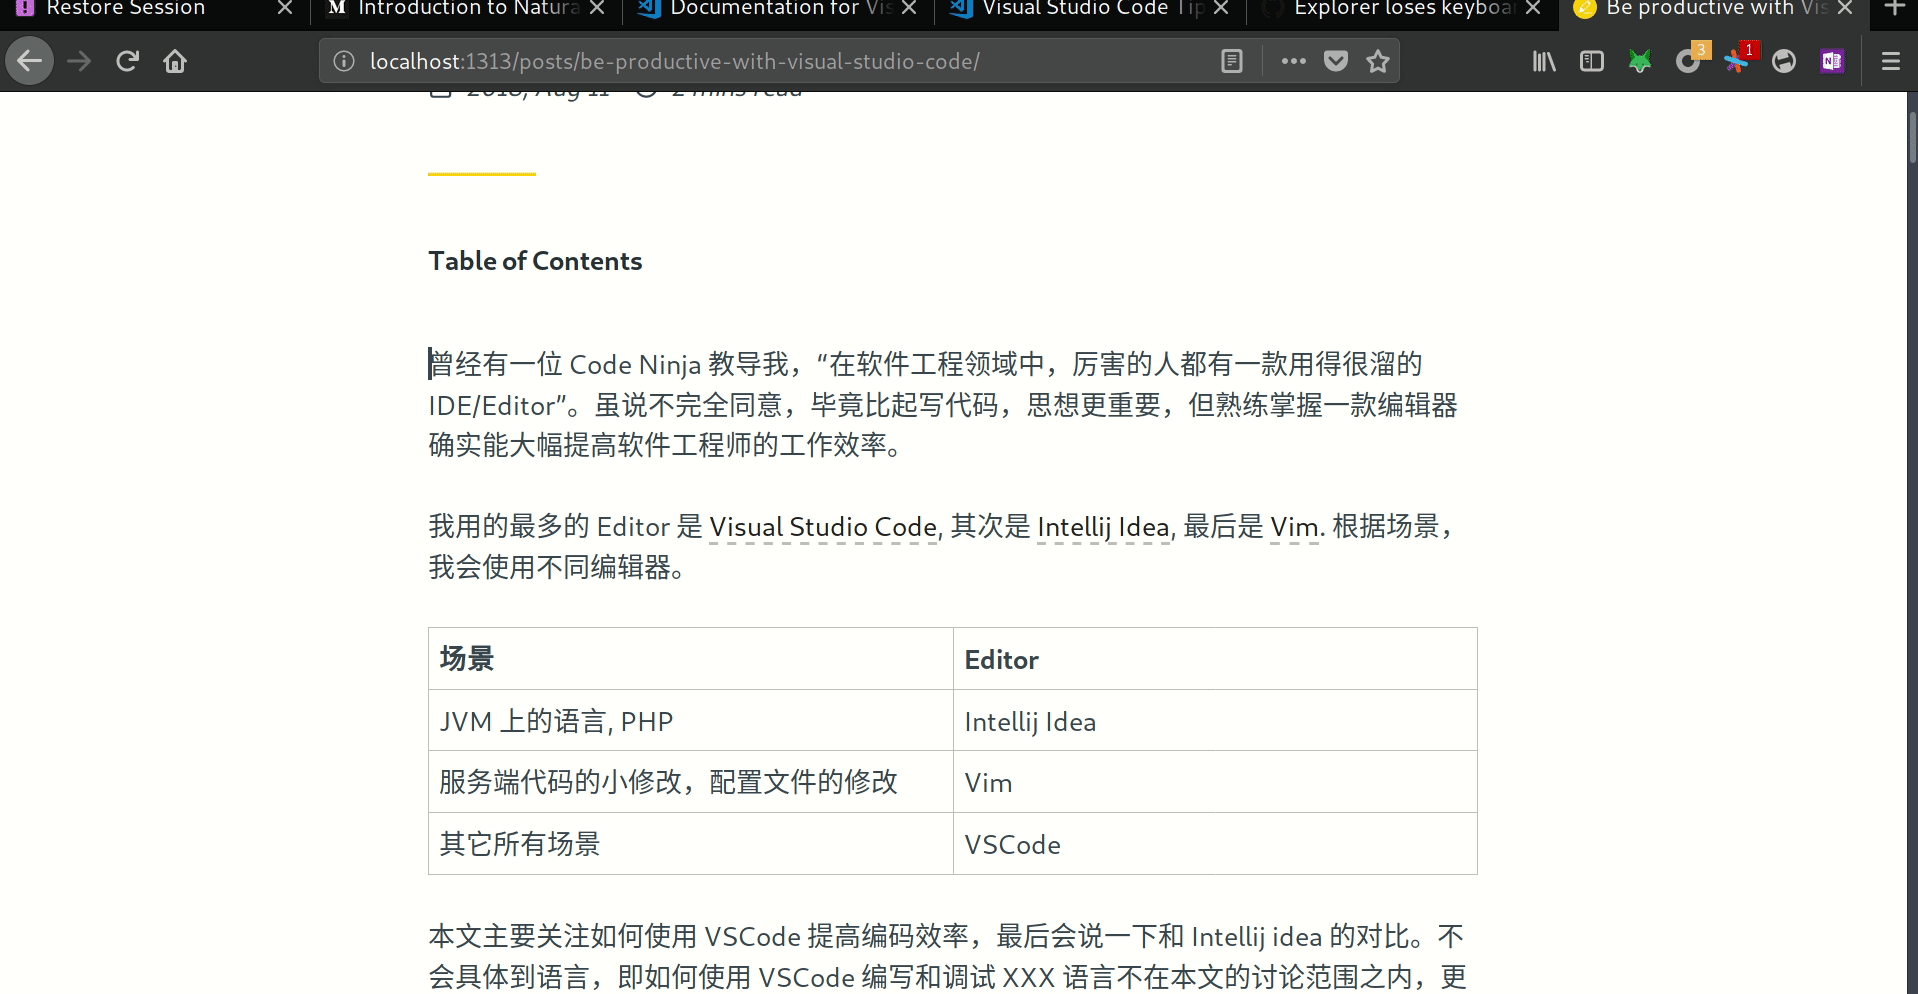 Restore Session
M Introduction to Natura
Documentation for Vis
Visual Studio Code Tip
Explorer loses keyboa
Be productive with Vis
localhost:1313/posts/be-productive-with-visual-studio-code/
3
1
N
2018, Aug 11 2 mins read
Table of Contents
曾经有一位 Code Ninja 教导我，“在软件工程领域中，厉害的人都有一款用得很溜的
IDE/Editor”。虽说不完全同意，毕竟比起写代码，思想更重要，但熟练掌握一款编辑器
确实能大幅提高软件工程师的工作效率。
我用的最多的 Editor 是 Visual Studio Code, 其次是 Intellij Idea, 最后是 Vim. 根据场景，
我会使用不同编辑器。
场景 Editor
JVM 上的语言, PHP Intellij Idea
服务端代码的小修改，配置文件的修改 Vim
其它所有场景 VSCode
本文主要关注如何使用 VSCode 提高编码效率，最后会说一下和 Intellij idea 的对比。不
会具体到语言，即如何使用 VSCode 编写和调试 XXX 语言不在本文的讨论范围之内，更